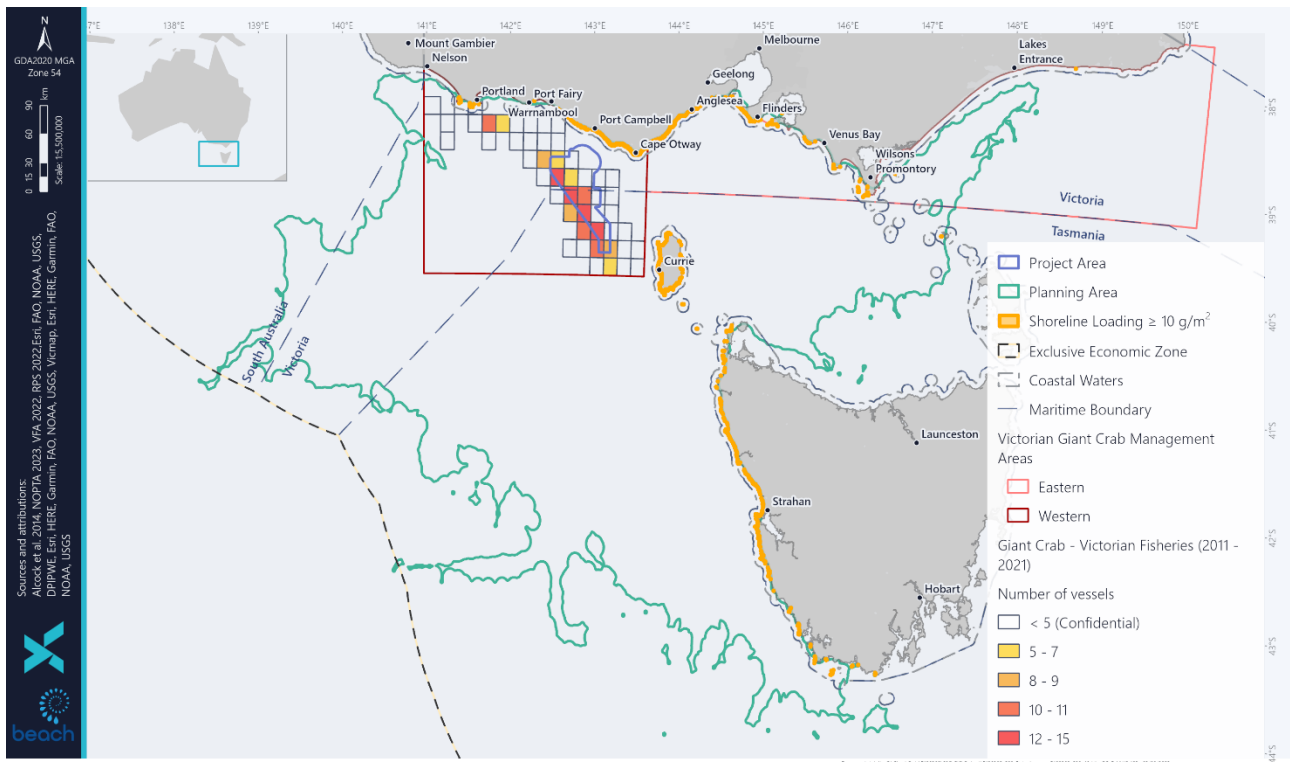 7°E 138°E 139°E 140°E 141°E 142°E 143°E 144°E 145°E 146°E 147°E 148°E 149°E 150°E
N
GDA2020 MGA
Zone 54
km
0 15 30 60 90
Scale: 1:5,500,000
Sources and attributions:
Alcock et al. 2014, NOPTA 2023, VFA 2022, RPS 2022,Esri, FAO, NOAA, USGS,
DPIPWE, Esri, HERE, Garmin, FAO, NOAA, USGS, Vicmap, Esri, HERE, Garmin, FAO,
NOAA, USGS
beach
Mount Gambier
Nelson
Portland
Port Fairy
Warrnambool
Port Campbell
Cape Otway
Melbourne
Geelong
Anglesea
Flinders
Venus Bay
Wilsons
Promontory
Lakes
Entrance
Victoria
Tasmania
South Australia
Victoria
Currie
Launceston
Strahan
Hobart
38°S
39°S
40°S
41°S
42°S
43°S
44°S
Project Area
Planning Area
Shoreline Loading ≥ 10 g/m²
Exclusive Economic Zone
Coastal Waters
Maritime Boundary
Victorian Giant Crab Management
Areas
Eastern
Western
Giant Crab - Victorian Fisheries (2011 -
2021)
Number of vessels
< 5 (Confidential)
5 - 7
8 - 9
10 - 11
12 - 15